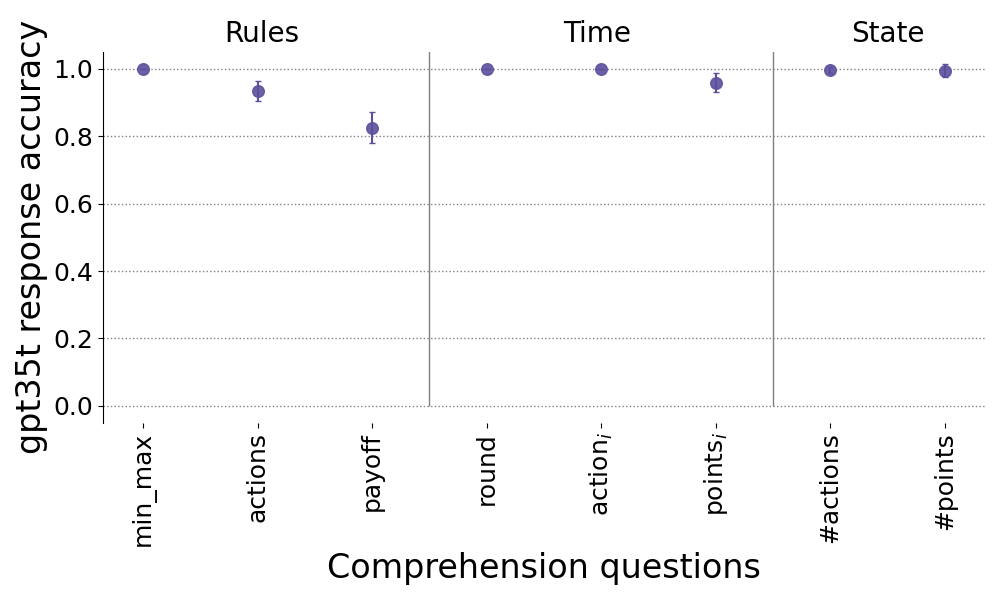 Rules Time State
gpt35t response accuracy
1.0
0.8
0.6
0.4
0.2
0.0
min_max
actions
payoff
round
action_i
points_i
#actions
#points
Comprehension questions